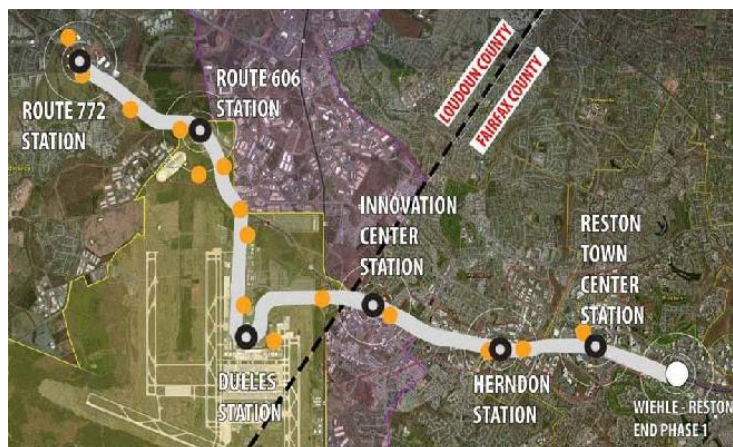 ROUTE 772
STATION
ROUTE 606
STATION
LOUDOUN COUNTY
FAIRFAX COUNTY
INNOVATION
CENTER
STATION
RESTON
TOWN
CENTER
STATION
DULLES
STATION
HERNDON
STATION
WIEHLE - RESTON
END PHASE 1